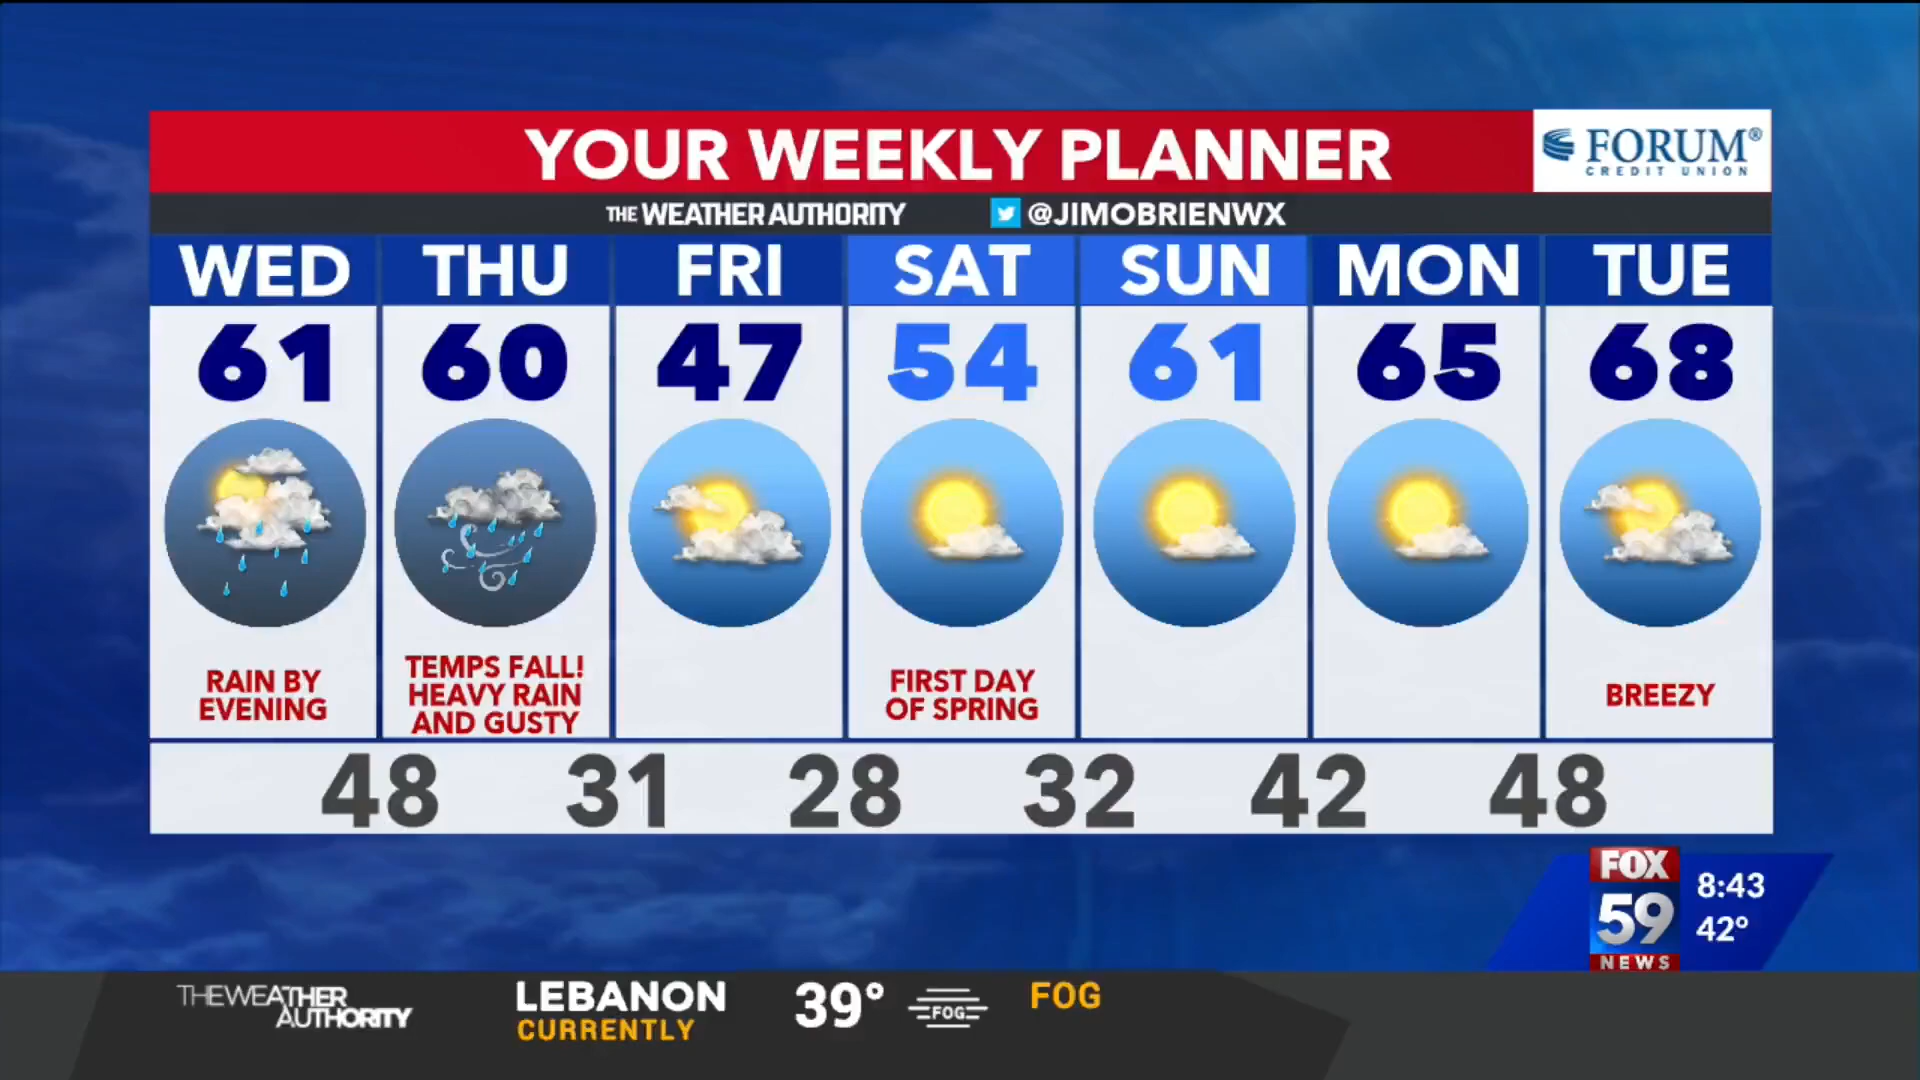 YOUR WEEKLY PLANNER
FORUM®
CREDIT UNION
THE WEATHER AUTHORITY
@JIMOBRIENWX
WED THU FRI SAT SUN MON TUE
61 60 47 54 61 65 68
RAIN BY
EVENING
TEMPS FALL!
HEAVY RAIN
AND GUSTY
FIRST DAY
OF SPRING
BREEZY
48 31 28 32 42 48
FOX
59
NEWS
8:43
42°
THE WEATHER
AUTHORITY
LEBANON
CURRENTLY
39°
FOG
FOG